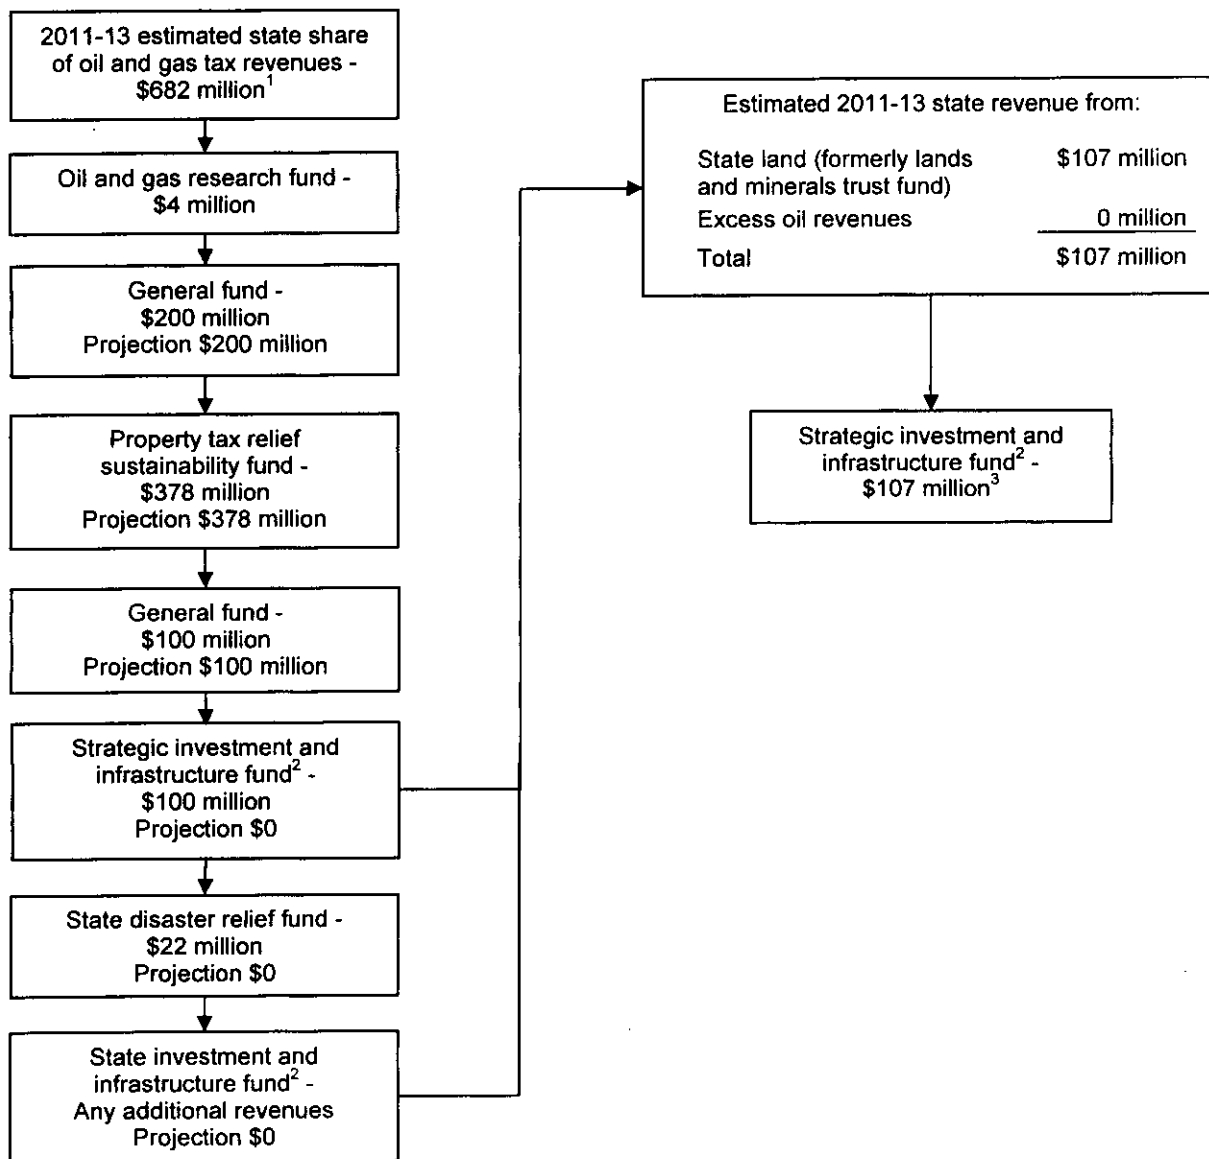 2011-13 estimated state share
of oil and gas tax revenues -
$682 million¹
Oil and gas research fund -
$4 million
General fund -
$200 million
Projection $200 million
Property tax relief
sustainability fund -
$378 million
Projection $378 million
General fund -
$100 million
Projection $100 million
Strategic investment and
infrastructure fund² -
$100 million
Projection $0
State disaster relief fund -
$22 million
Projection $0
State investment and
infrastructure fund² -
Any additional revenues
Projection $0
Estimated 2011-13 state revenue from:
State land (formerly lands $107 million
and minerals trust fund)
Excess oil revenues 0 million
Total $107 million
Strategic investment and
infrastructure fund² -
$107 million³